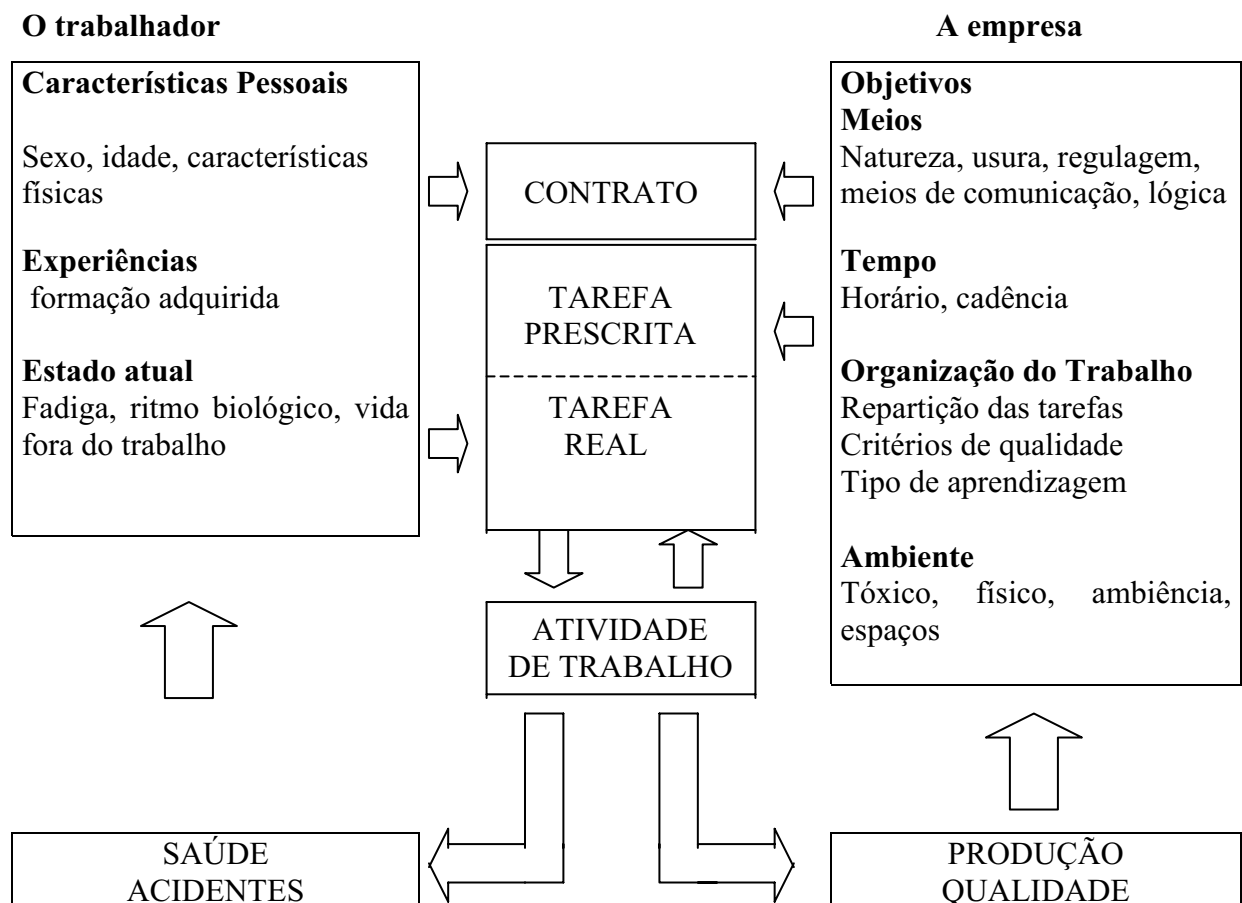 O trabalhador
Características Pessoais
Sexo, idade, características
físicas
Experiências
formação adquirida
Estado atual
Fadiga, ritmo biológico, vida
fora do trabalho
CONTRATO
TAREFA
PRESCRITA
TAREFA
REAL
ATIVIDADE
DE TRABALHO
A empresa
Objetivos
Meios
Natureza, usura, regulagem,
meios de comunicação, lógica
Tempo
Horário, cadência
Organização do Trabalho
Repartição das tarefas
Critérios de qualidade
Tipo de aprendizagem
Ambiente
Tóxico, físico, ambiência,
espaços
SAÚDE
ACIDENTES
PRODUÇÃO
QUALIDADE